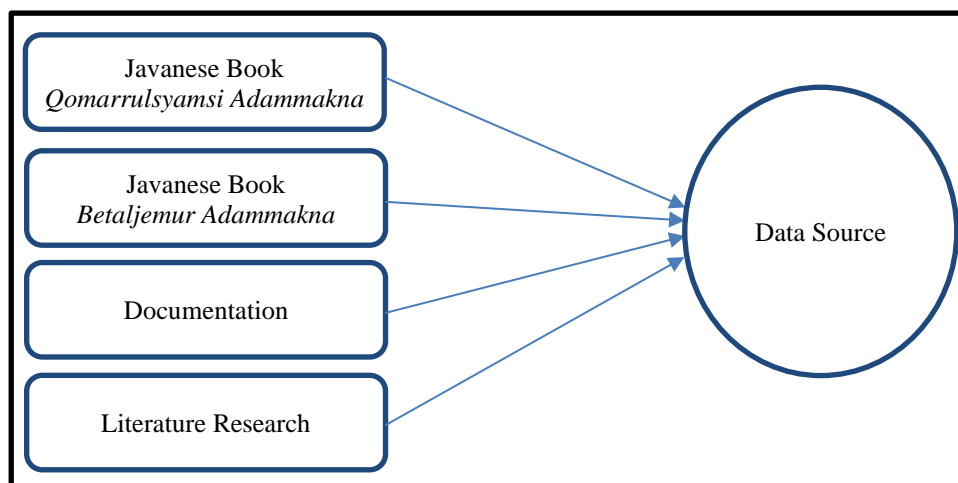 Javanese Book
Qomarrulsyamsi Adammakna
Javanese Book
Betaljemur Adammakna
Documentation
Literature Research
Data Source